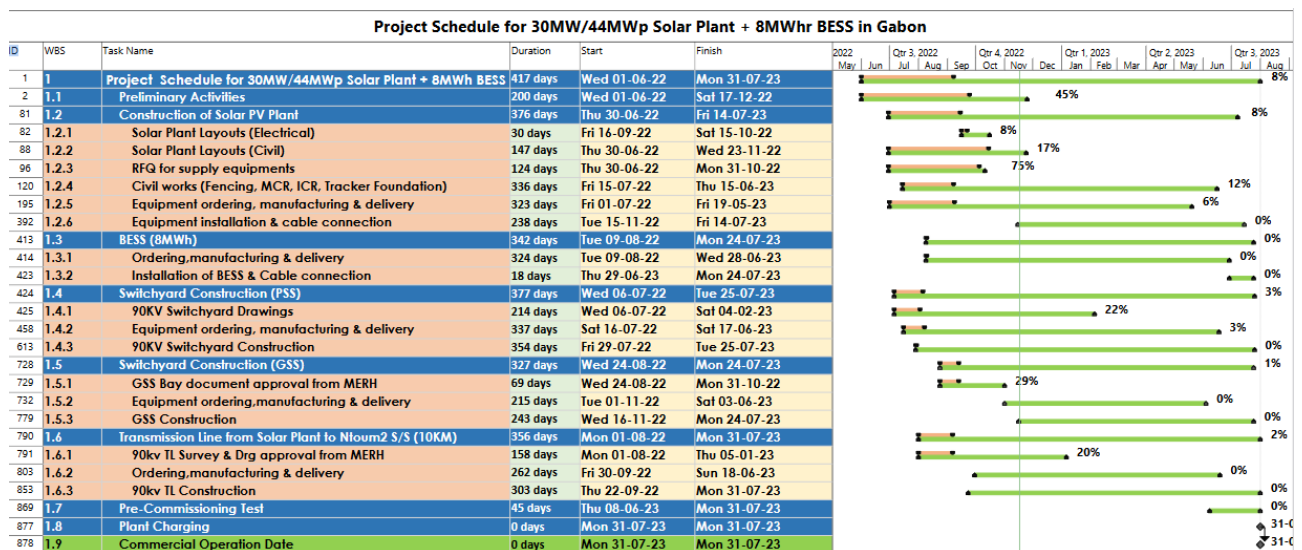 Project Schedule for 30MW/44MWp Solar Plant + 8MWhr BESS in Gabon
ID WBS Task Name Duration Start Finish 2022 Qtr 3, 2022 Qtr 4, 2022 Qtr 1, 2023 Qtr 2, 2023 Qtr 3, 2023
May Jun Jul Aug Sep Oct Nov Dec Jan Feb Mar Apr May Jun Jul Aug
1 1 Project Schedule for 30MW/44MWp Solar Plant + 8MWh BESS 417 days Wed 01-06-22 Mon 31-07-23 8%
2 1.1 Preliminary Activities 200 days Wed 01-06-22 Sat 17-12-22 45%
81 1.2 Construction of Solar PV Plant 376 days Thu 30-06-22 Fri 14-07-23 8%
82 1.2.1 Solar Plant Layouts (Electrical) 30 days Fri 16-09-22 Sat 15-10-22 8%
88 1.2.2 Solar Plant Layouts (Civil) 147 days Thu 30-06-22 Wed 23-11-22 17%
96 1.2.3 RFQ for supply equipments 124 days Thu 30-06-22 Mon 31-10-22 75%
120 1.2.4 Civil works (Fencing, MCR, ICR, Tracker Foundation) 336 days Fri 15-07-22 Thu 15-06-23 12%
195 1.2.5 Equipment ordering, manufacturing & delivery 323 days Fri 01-07-22 Fri 19-05-23 6%
392 1.2.6 Equipment installation & cable connection 238 days Tue 15-11-22 Fri 14-07-23 0%
413 1.3 BESS (8MWh) 342 days Tue 09-08-22 Mon 24-07-23 0%
414 1.3.1 Ordering,manufacturing & delivery 324 days Tue 09-08-22 Wed 28-06-23 0%
423 1.3.2 Installation of BESS & Cable connection 18 days Thu 29-06-23 Mon 24-07-23 0%
424 1.4 Switchyard Construction (PSS) 377 days Wed 06-07-22 Tue 25-07-23 3%
425 1.4.1 90KV Switchyard Drawings 214 days Wed 06-07-22 Sat 04-02-23 22%
458 1.4.2 Equipment ordering, manufacturing & delivery 337 days Sat 16-07-22 Sat 17-06-23 3%
613 1.4.3 90KV Switchyard Construction 354 days Fri 29-07-22 Tue 25-07-23 0%
728 1.5 Switchyard Construction (GSS) 327 days Wed 24-08-22 Mon 24-07-23 1%
729 1.5.1 GSS Bay document approval from MERH 69 days Wed 24-08-22 Mon 31-10-22 29%
732 1.5.2 Equipment ordering,manufacturing & delivery 215 days Tue 01-11-22 Sat 03-06-23 0%
779 1.5.3 GSS Construction 243 days Wed 16-11-22 Mon 24-07-23 0%
790 1.6 Transmission Line from Solar Plant to Ntoum2 S/S (10KM) 356 days Mon 01-08-22 Mon 31-07-23 2%
791 1.6.1 90kv TL Survey & Drg approval from MERH 158 days Mon 01-08-22 Thu 05-01-23 20%
803 1.6.2 Ordering,manufacturing & delivery 262 days Fri 30-09-22 Sun 18-06-23 0%
853 1.6.3 90kv TL Construction 303 days Thu 22-09-22 Mon 31-07-23 0%
869 1.7 Pre-Commissioning Test 45 days Thu 08-06-23 Mon 31-07-23 0%
877 1.8 Plant Charging 0 days Mon 31-07-23 Mon 31-07-23 31-0
878 1.9 Commercial Operation Date 0 days Mon 31-07-23 Mon 31-07-23 31-0